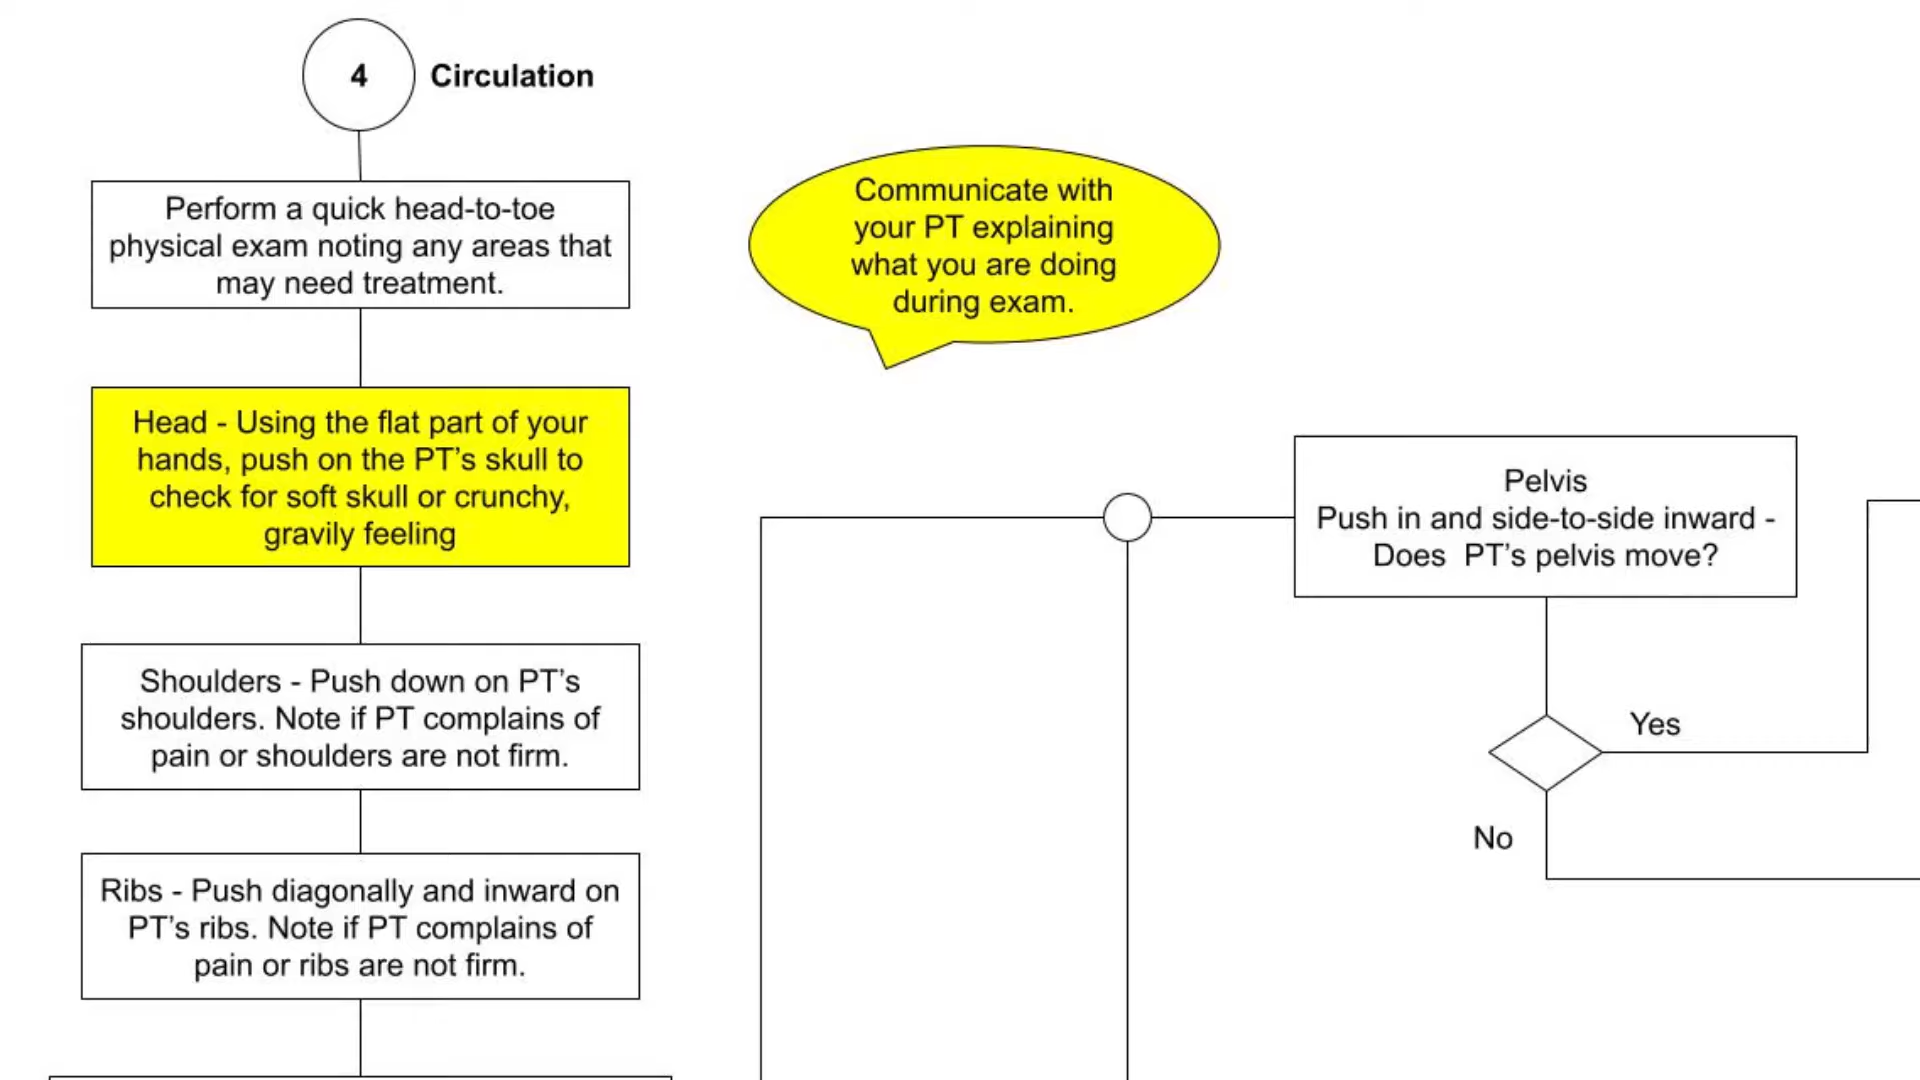 4 Circulation
Perform a quick head-to-toe
physical exam noting any areas that
may need treatment.
Head - Using the flat part of your
hands, push on the PT’s skull to
check for soft skull or crunchy,
gravily feeling
Shoulders - Push down on PT’s
shoulders. Note if PT complains of
pain or shoulders are not firm.
Ribs - Push diagonally and inward on
PT’s ribs. Note if PT complains of
pain or ribs are not firm.
Communicate with
your PT explaining
what you are doing
during exam.
Pelvis
Push in and side-to-side inward -
Does PT’s pelvis move?
Yes
No